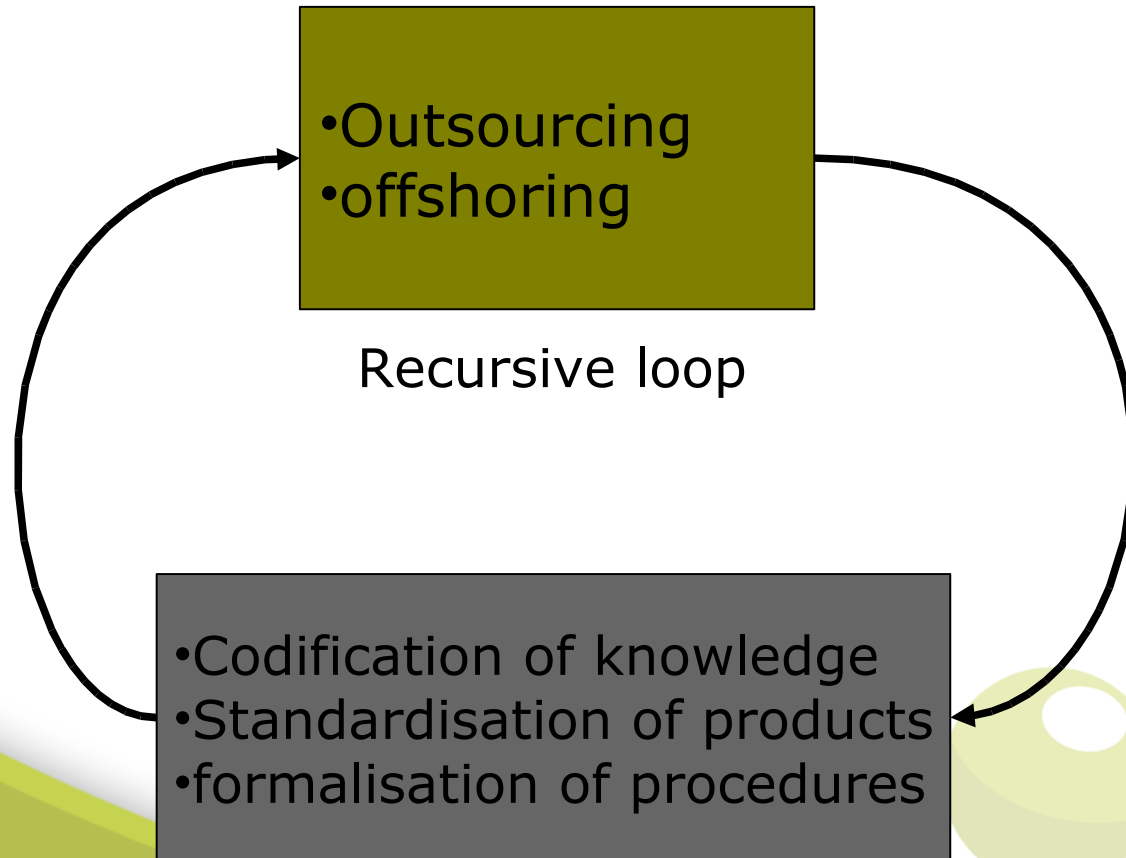 •Outsourcing
•offshoring
Recursive loop
•Codification of knowledge
•Standardisation of products
•formalisation of procedures